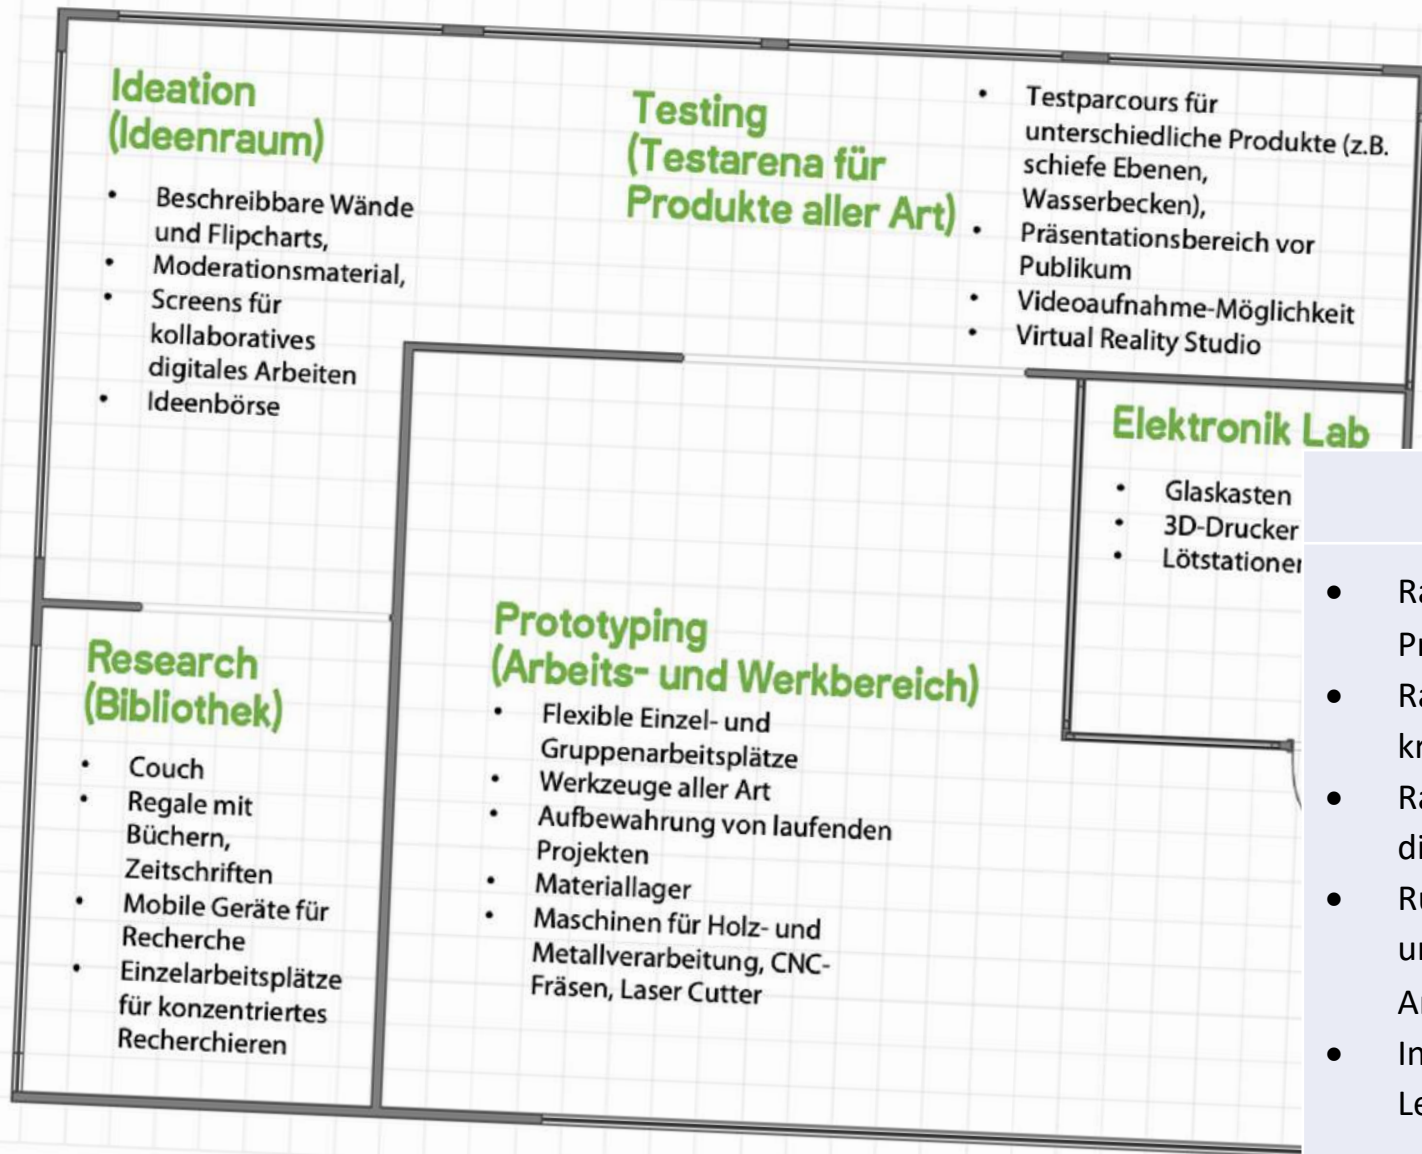 Ideation
(Ideenraum)
• Beschreibbare Wände
und Flipcharts,
• Moderationsmaterial,
• Screens für
kollaboratives
digitales Arbeiten
• Ideenbörse
Testing
(Testarena für
Produkte aller Art)
• Testparcours für
unterschiedliche Produkte (z.B.
schiefe Ebenen,
Wasserbecken),
• Präsentationsbereich vor
Publikum
• Videoaufnahme-Möglichkeit
• Virtual Reality Studio
Elektronik Lab
• Glaskasten
• 3D-Drucker
Research
(Bibliothek)
• Couch
• Regale mit
Büchern,
Zeitschriften
• Mobile Geräte für
Recherche
• Einzelarbeitsplätze
für konzentriertes
Recherchieren
Prototyping
(Arbeits- und Werkbereich)
• Flexible Einzel- und
Gruppenarbeitsplätze
• Werkzeuge aller Art
• Aufbewahrung von laufenden
Projekten
• Materiallager
• Maschinen für Holz- und
Metallverarbeitung, CNC-
Fräsen, Laser Cutter